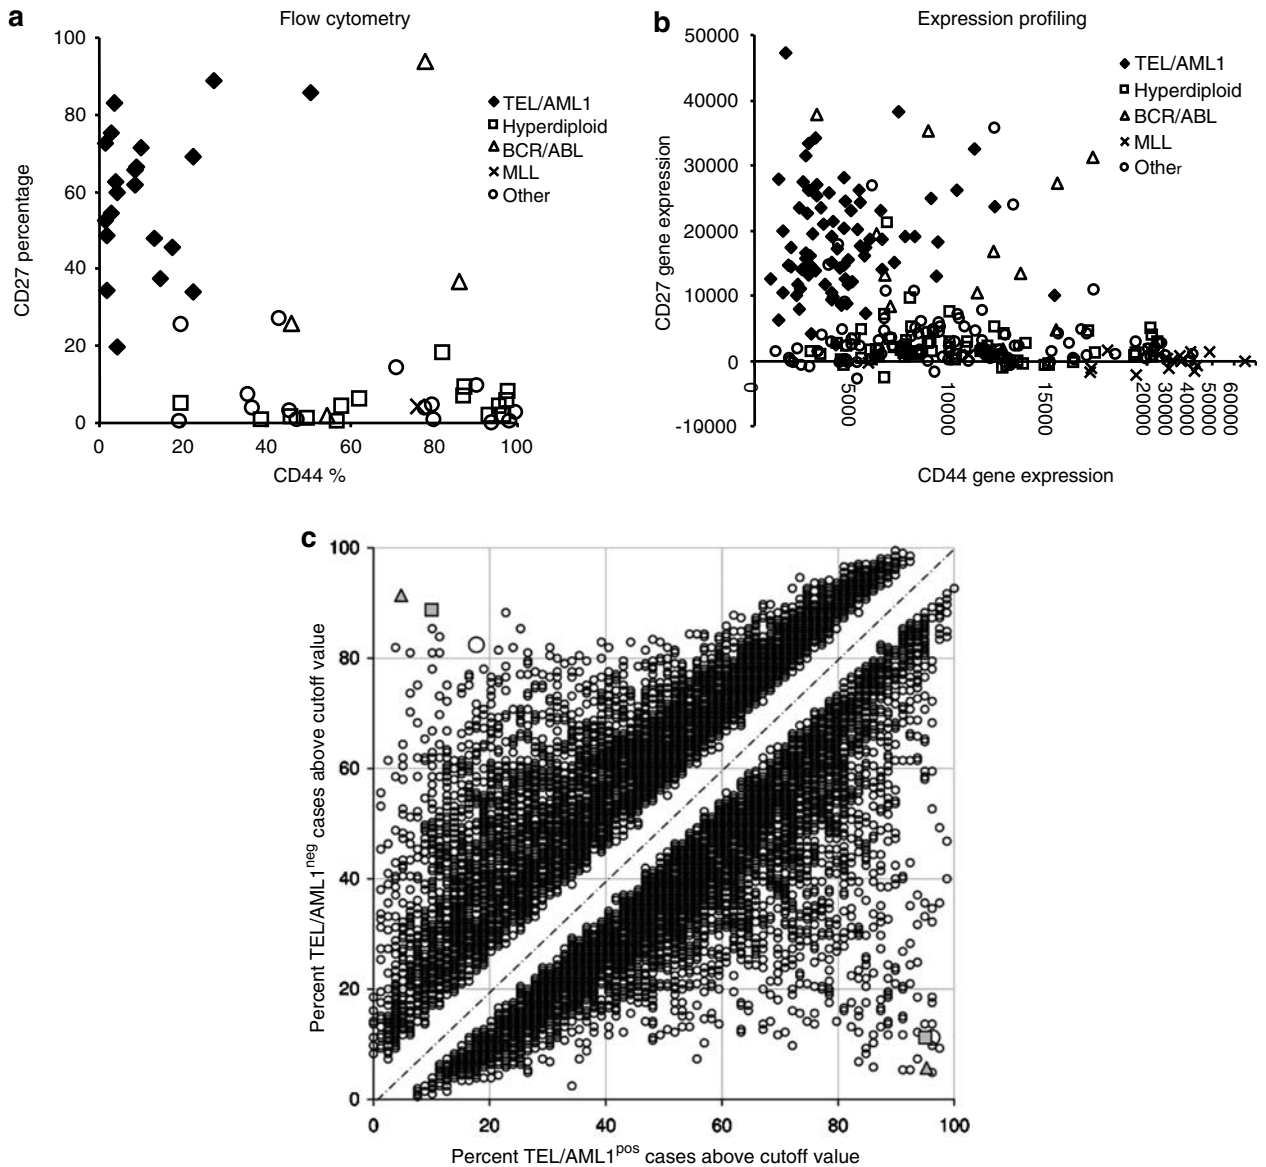 a
Flow cytometry
100
80
60
40
20
0
CD27 percentage
0 20 40 60 80 100
CD44 %
TEL/AML1
Hyperdiploid
BCR/ABL
MLL
Other
b
Expression profiling
50000
40000
30000
20000
10000
0
-10000
CD27 gene expression
0 5000 10000 15000 20000 30000 40000 50000 60000
CD44 gene expression
TEL/AML1
Hyperdiploid
BCR/ABL
MLL
Other
c
100
80
60
40
20
0
Percent TEL/AML1neg cases above cutoff value
0 20 40 60 80 100
Percent TEL/AML1pos cases above cutoff value